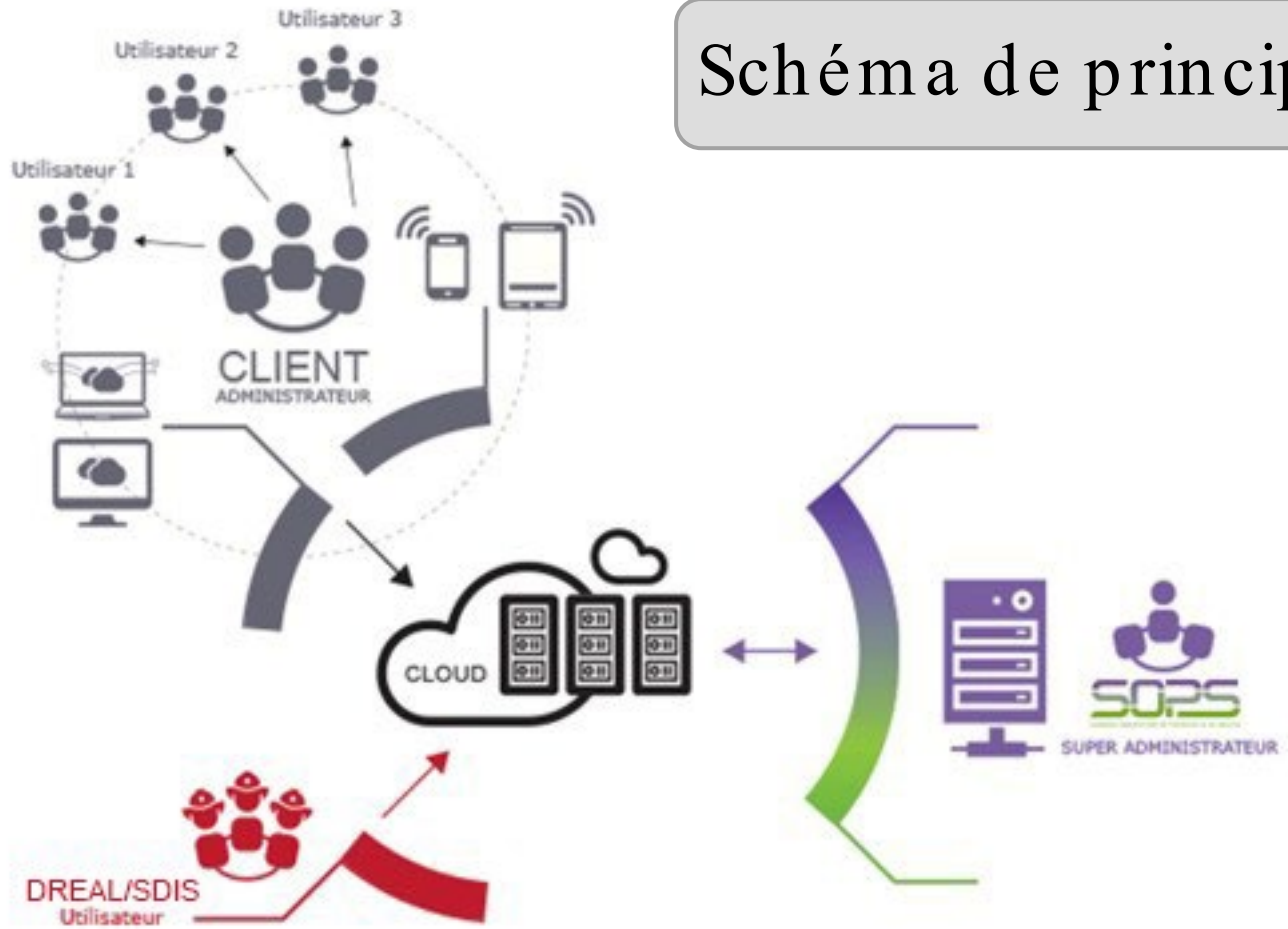 Utilisateur 3
Schéma de princip
Utilisateur 2
Utilisateur 1
CLIENT
ADMINISTRATEUR
CLOUD
SOPS
SUPER ADMINISTRATEUR
DREAL/SDIS
Utilisateur